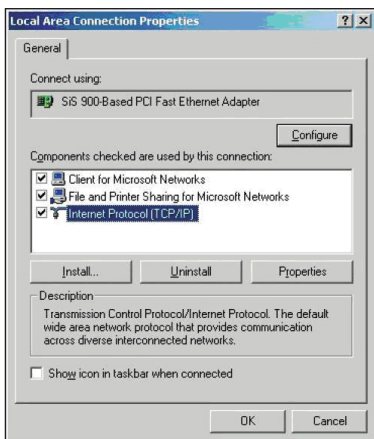 Local Area Connection Properties
General
Connect using:
SiS 900-Based PCI Fast Ethernet Adapter
Configure
Components checked are used by this connection:
Client for Microsoft Networks
File and Printer Sharing for Microsoft Networks
Internet Protocol (TCP/IP)
Install... Uninstall Properties
Description
Transmission Control Protocol/Internet Protocol. The default
wide area network protocol that provides communication
across diverse interconnected networks.
Show icon in taskbar when connected
OK Cancel